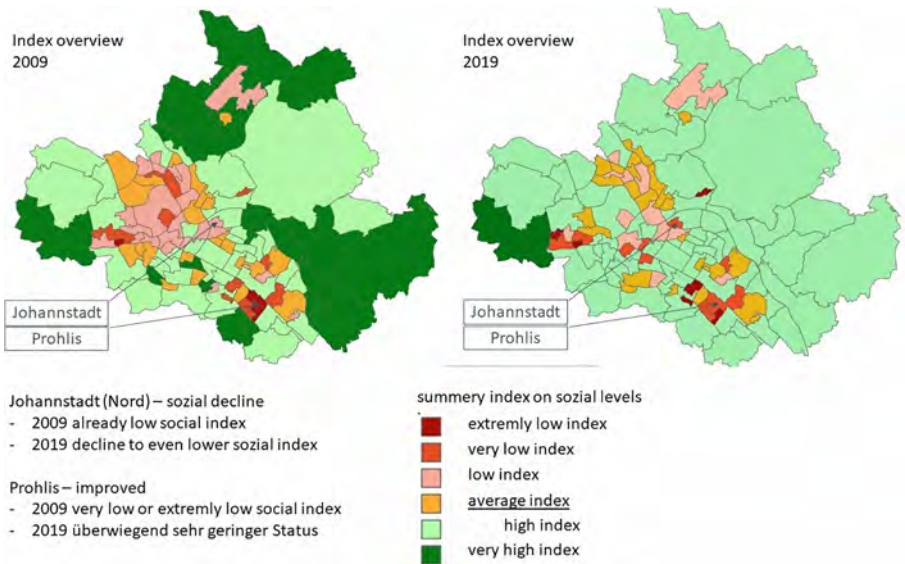 Index overview
2009
Index overview
2019
Johannstadt
Prohlis
Johannstadt
Prohlis
Johannstadt (Nord) – sozial decline
- 2009 already low social index
- 2019 decline to even lower sozial index
Prohlis – improved
- 2009 very low or extremly low social index
- 2019 überwiegend sehr geringer Status
summery index on sozial levels
extremly low index
very low index
low index
average index
high index
very high index